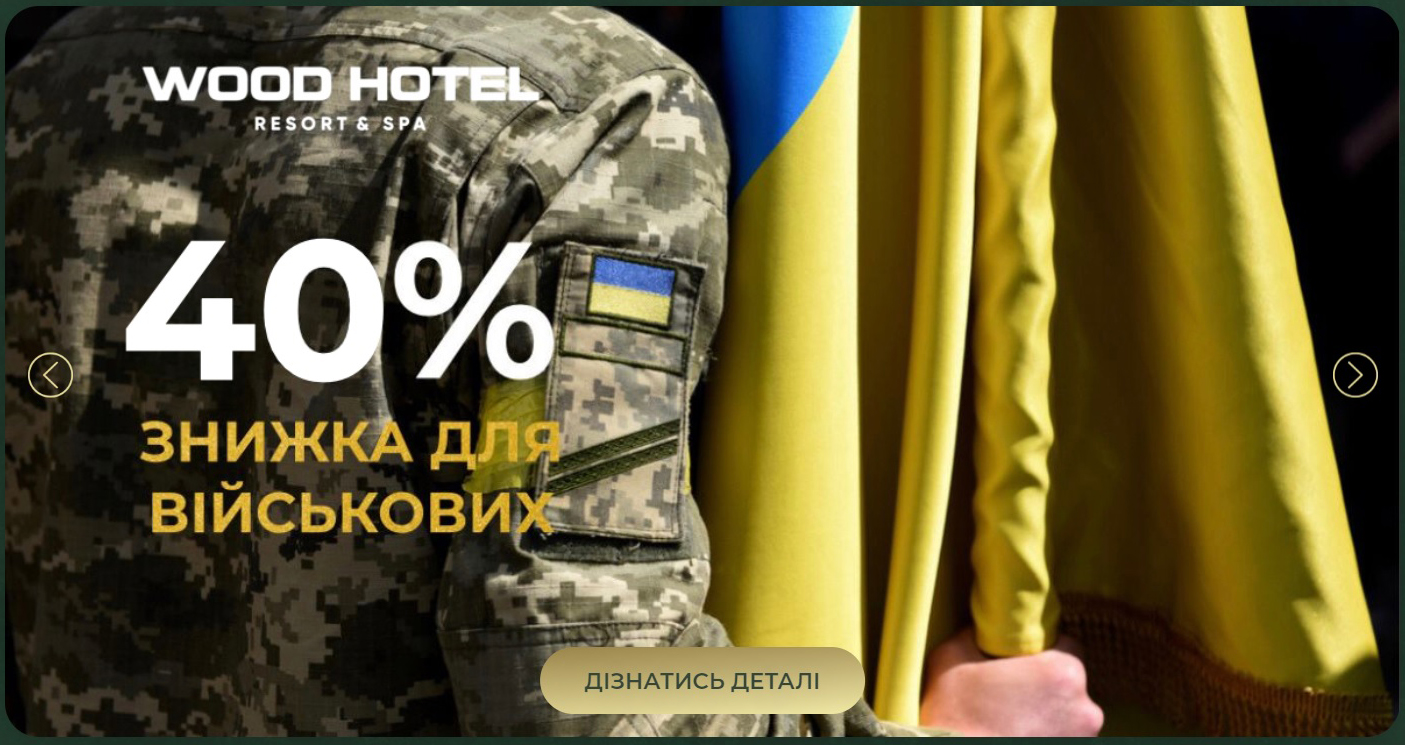 WOOD HOTEL
RESORT & SPA
40%
ЗНИЖКА ДЛЯ
ВІЙСЬКОВИХ
ДІЗНАТИСЬ ДЕТАЛІ